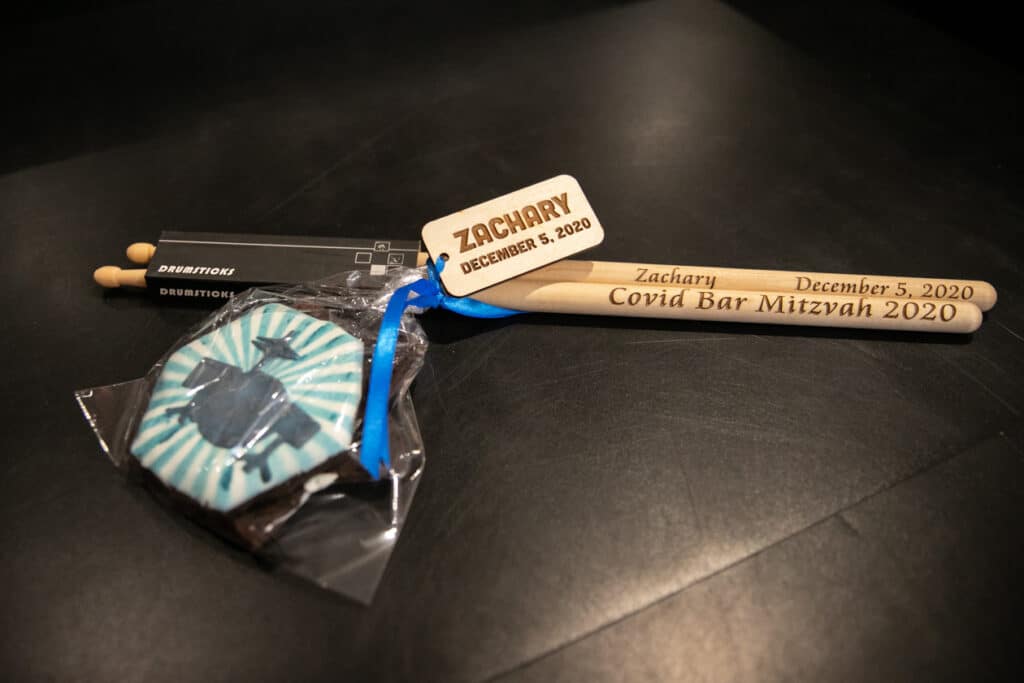 ZACHARY
DECEMBER 5, 2020
DRUMSTICKS
DRUMSTICKS
Zachary December 5, 2020
Covid Bar Mitzvah 2020